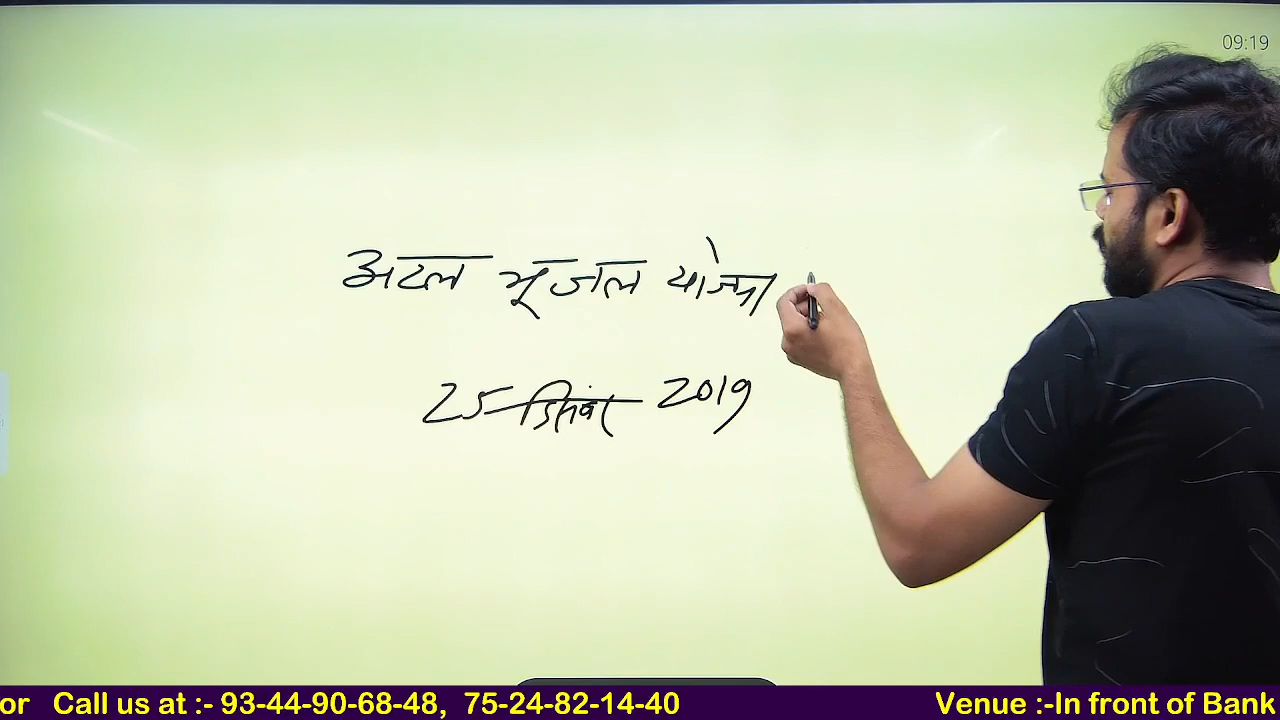 09:19
अटल भूजल योजना
25 दिसंबर 2019
or Call us at :- 93-44-90-68-48, 75-24-82-14-40 Venue :-In front of Bank